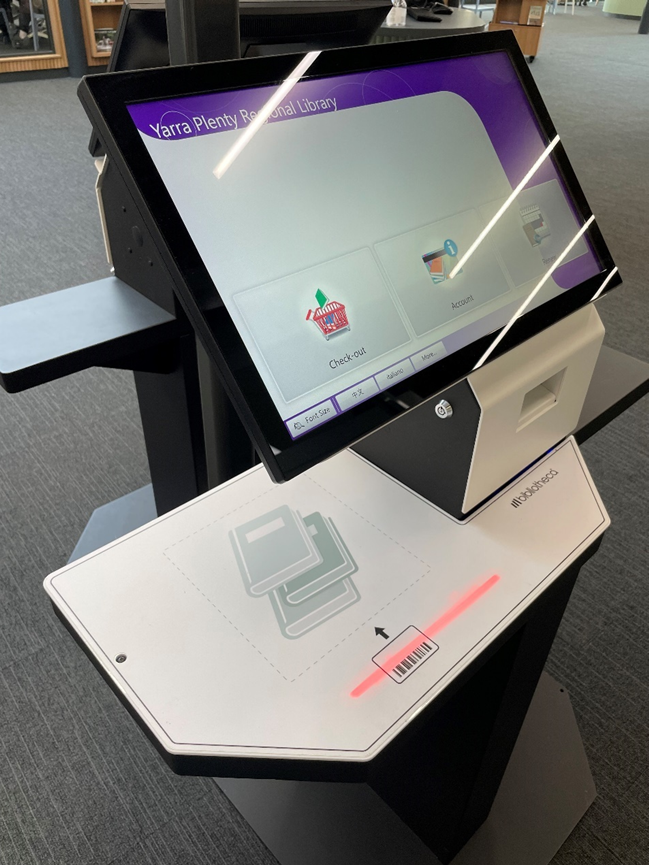 Yarra Plenty Regional Library
Check-out
Account
Font Size
中文
Italiano
More...
bibliotheca